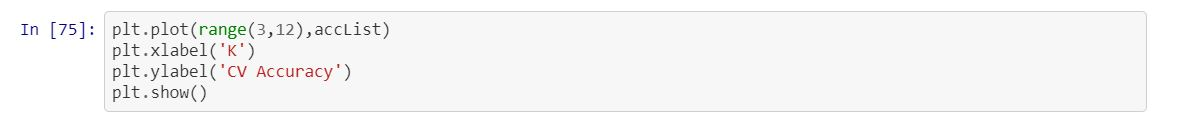 In [75]: plt.plot(range(3,12),accList)
plt.xlabel('K')
plt.ylabel('CV Accuracy')
plt.show()